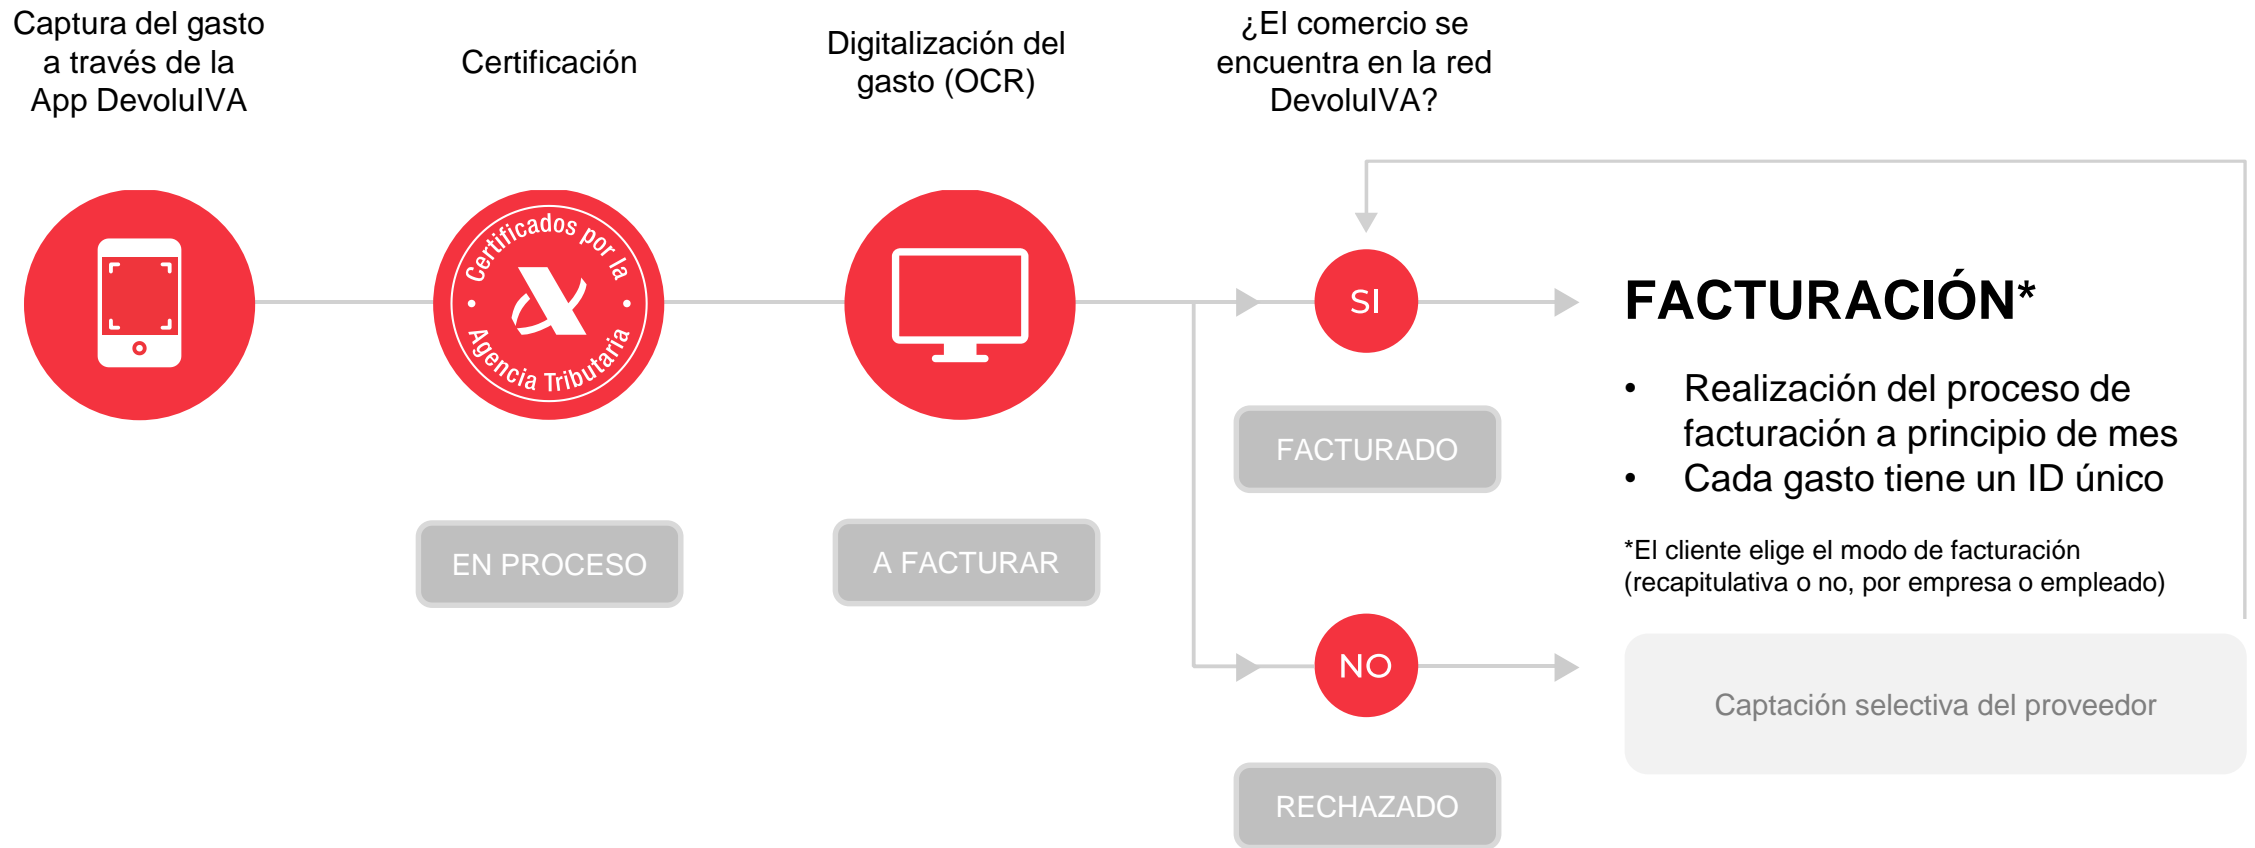 Captura del gasto
a través de la
App DevoluIVA
Certificación
Digitalización del
gasto (OCR)
¿El comercio se
encuentra en la red
DevoluIVA?
Certificados por la
Agencia Tributaria
SI
FACTURACIÓN*
• Realización del proceso de
facturación a principio de mes
• Cada gasto tiene un ID único
*El cliente elige el modo de facturación
(recapitulativa o no, por empresa o empleado)
FACTURADO
EN PROCESO
A FACTURAR
NO
Captación selectiva del proveedor
RECHAZADO